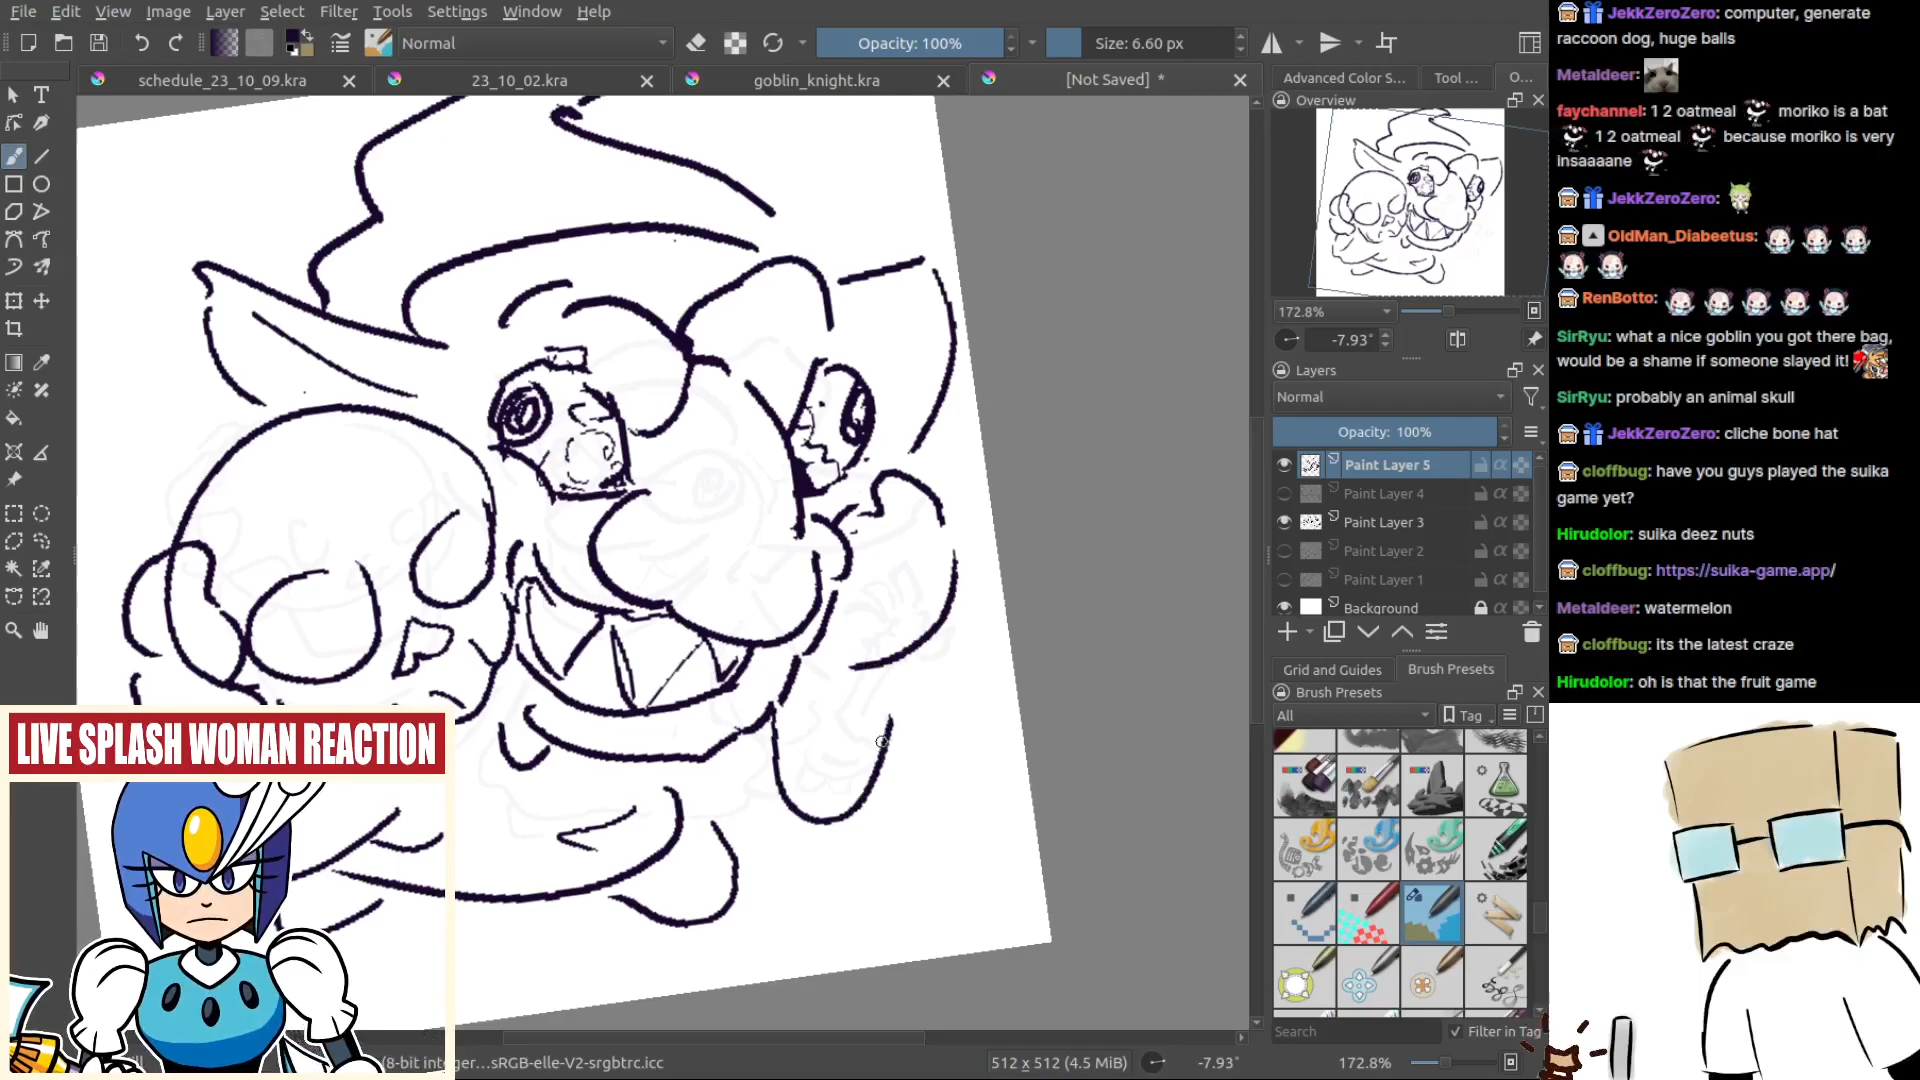 File Edit View Image Layer Select Filter Tools Settings Window Help
Normal
Opacity: 100%
Size: 6.60 px
schedule_23_10_09.kra
23_10_02.kra
goblin_knight.kra
[Not Saved] *
Advanced Color S...
Tool ...
O...
Overview
172.8%
-7.93°
Layers
Normal
Opacity: 100%
Paint Layer 5
Paint Layer 4
Paint Layer 3
Paint Layer 2
Paint Layer 1
Background
Grid and Guides
Brush Presets
Brush Presets
All
Tag
Search
Filter in Tag
(8-bit integer...sRGB-elle-V2-srgbtrc.icc
512 x 512 (4.5 MiB)
-7.93°
172.8%
LIVE SPLASH WOMAN REACTION
JekkZeroZero: computer, generate
raccoon dog, huge balls
Metaldeer:
faychannel: 1 2 oatmeal moriko is a bat
1 2 oatmeal because moriko is very
insaaaane
JekkZeroZero:
OldMan_Diabeetus:
RenBotto:
SirRyu: what a nice goblin you got there bag,
would be a shame if someone slayed it!
SirRyu: probably an animal skull
JekkZeroZero: cliche bone hat
cloffbug: have you guys played the suika
game yet?
Hirudolor: suika deez nuts
cloffbug: https://suika-game.app/
Metaldeer: watermelon
cloffbug: its the latest craze
Hirudolor: oh is that the fruit game